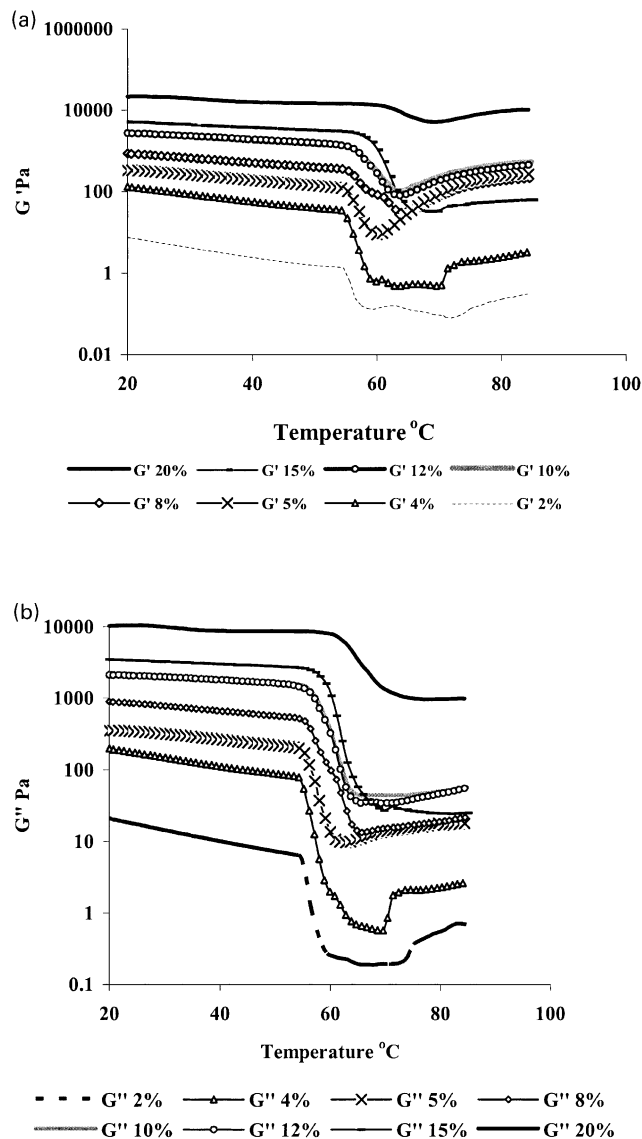 (a)
1000000
10000
100
1
0.01
G 'Pa
20 40 60 80 100
Temperature °C
G' 20% G' 15% G' 12% G' 10%
G' 8% G' 5% G' 4% G' 2%
(b)
10000
1000
100
10
1
0.1
G'' Pa
20 40 60 80 100
Temperature °C
G'' 2% G'' 4% G'' 5% G'' 8%
G'' 10% G'' 12% G'' 15% G'' 20%